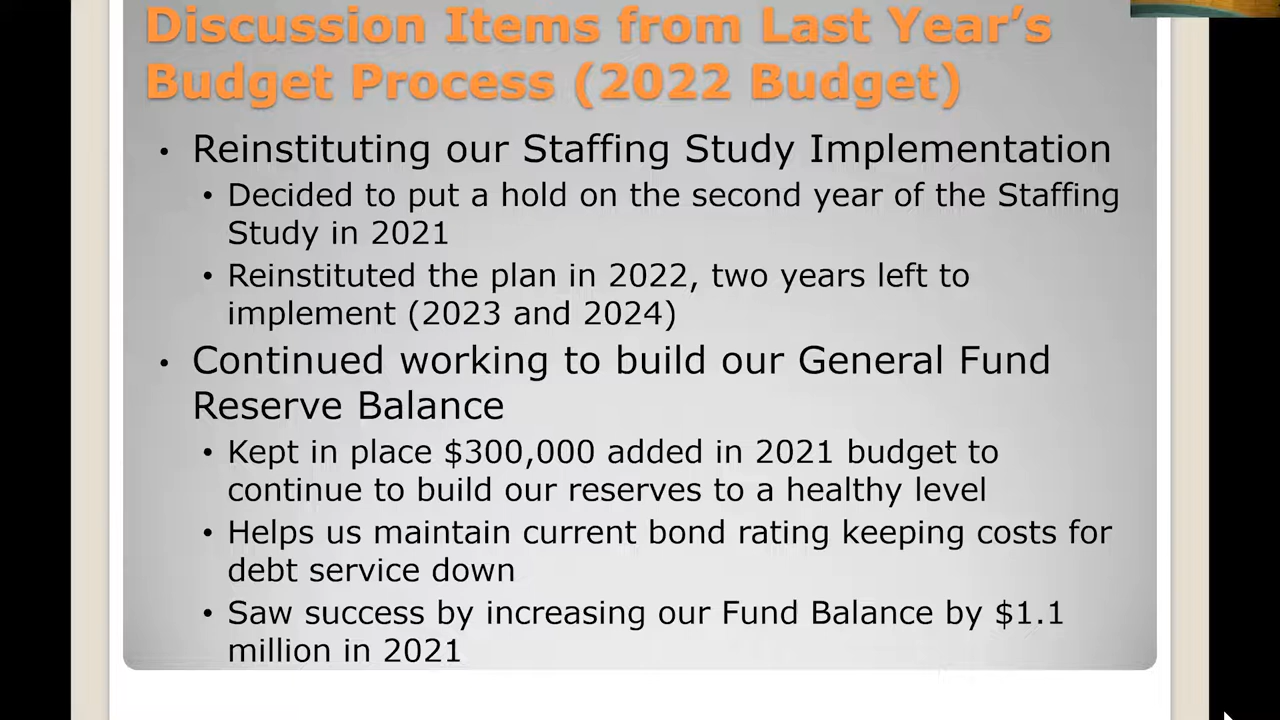 Discussion Items from Last Year’s
Budget Process (2022 Budget)
• Reinstituting our Staffing Study Implementation
• Decided to put a hold on the second year of the Staffing
Study in 2021
• Reinstituted the plan in 2022, two years left to
implement (2023 and 2024)
• Continued working to build our General Fund
Reserve Balance
• Kept in place $300,000 added in 2021 budget to
continue to build our reserves to a healthy level
• Helps us maintain current bond rating keeping costs for
debt service down
• Saw success by increasing our Fund Balance by $1.1
million in 2021